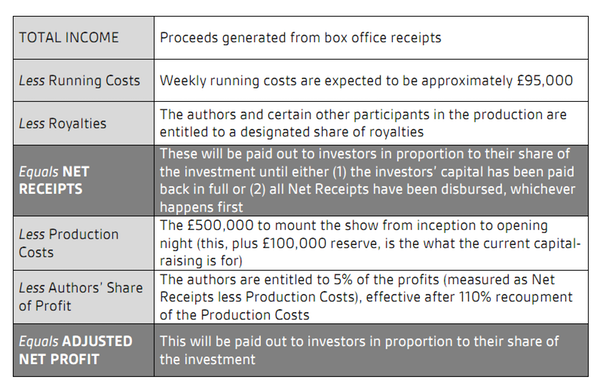 TOTAL INCOME
Proceeds generated from box office receipts
Less Running Costs
Weekly running costs are expected to be approximately £95,000
Less Royalties
The authors and certain other participants in the production are
entitled to a designated share of royalties
Equals NET
RECEIPTS
These will be paid out to investors in proportion to their share of
the investment until either (1) the investors' capital has been paid
back in full or (2) all Net Receipts have been disbursed, whichever
happens first
Less Production
Costs
The £500,000 to mount the show from inception to opening
night (this, plus £100,000 reserve, is the what the current capital-
raising is for)
Less Authors' Share
of Profit
The authors are entitled to 5% of the profits (measured as Net
Receipts less Production Costs), effective after 110% recoupment
of the Production Costs
Equals ADJUSTED
NET PROFIT
This will be paid out to investors in proportion to their share of
the investment